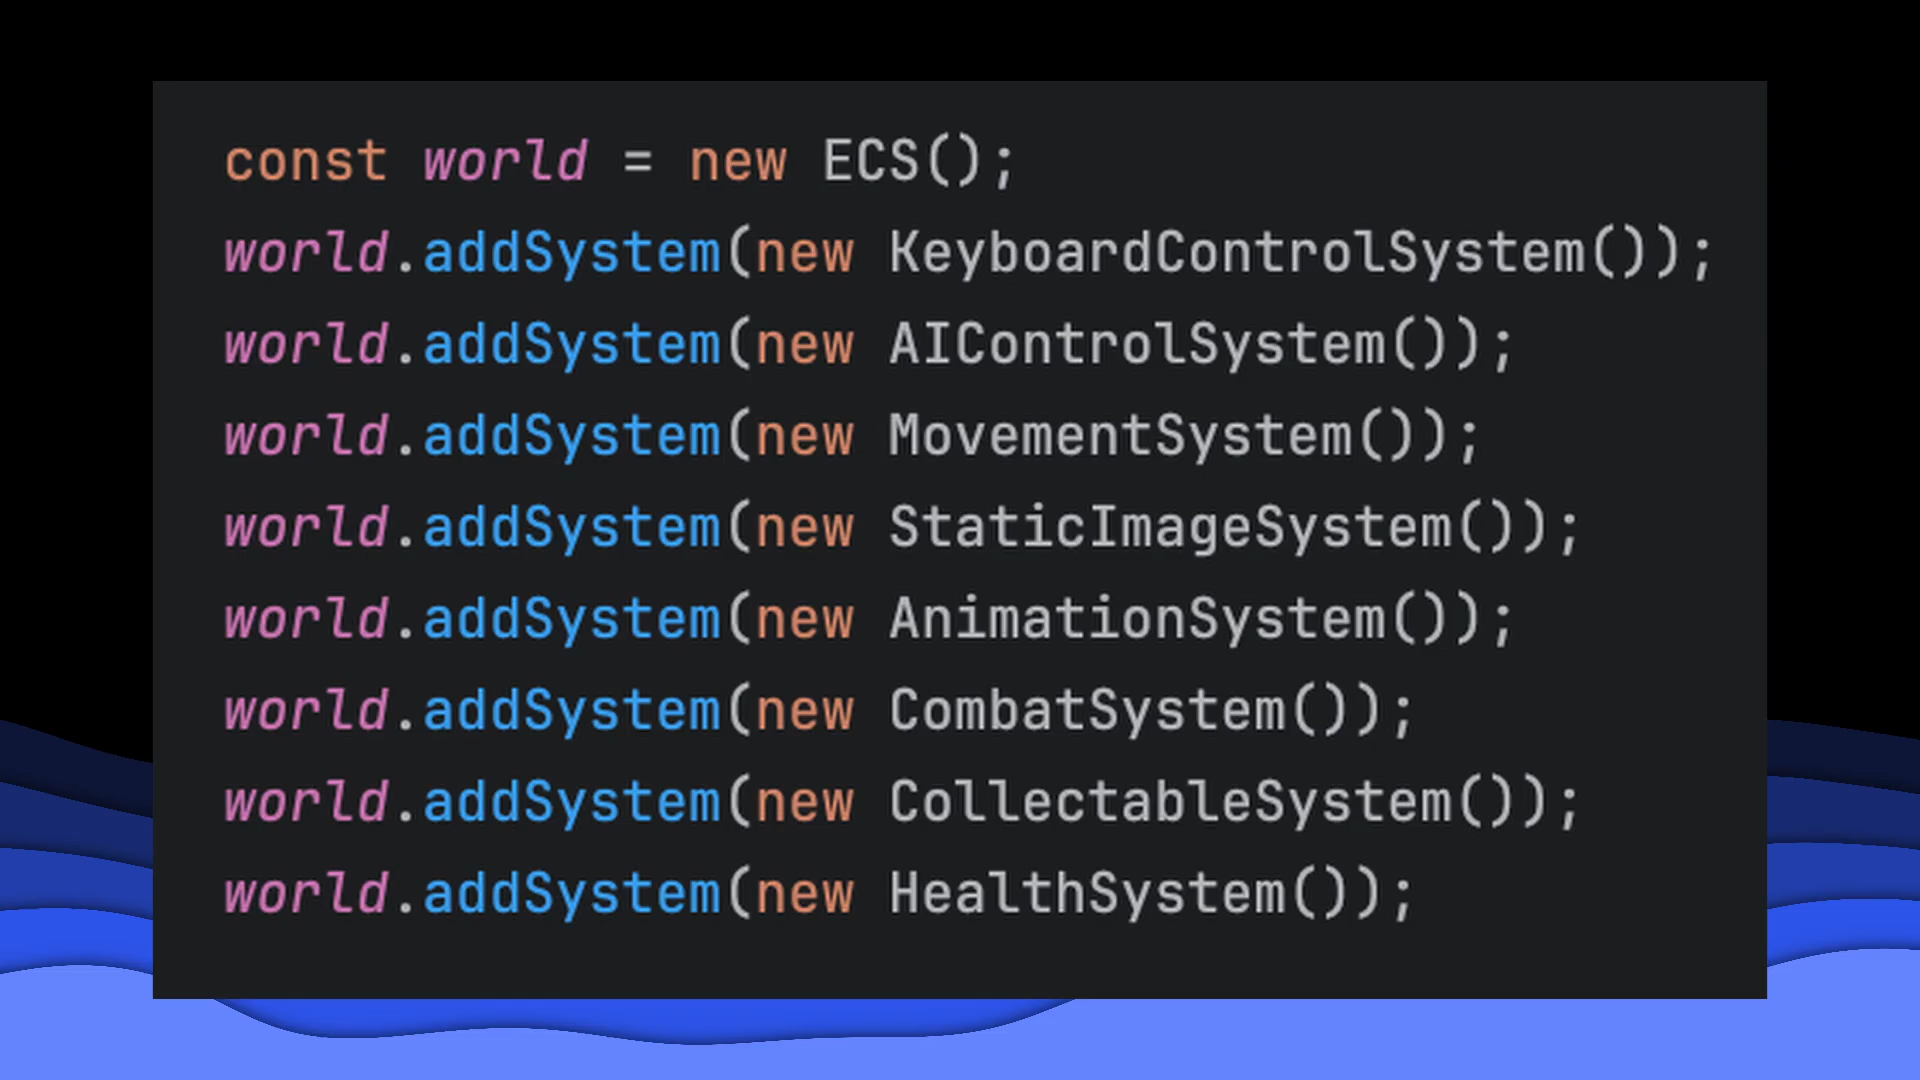 const world = new ECS();
world.addSystem(new KeyboardControlSystem());
world.addSystem(new AIControlSystem());
world.addSystem(new MovementSystem());
world.addSystem(new StaticImageSystem());
world.addSystem(new AnimationSystem());
world.addSystem(new CombatSystem());
world.addSystem(new CollectableSystem());
world.addSystem(new HealthSystem());